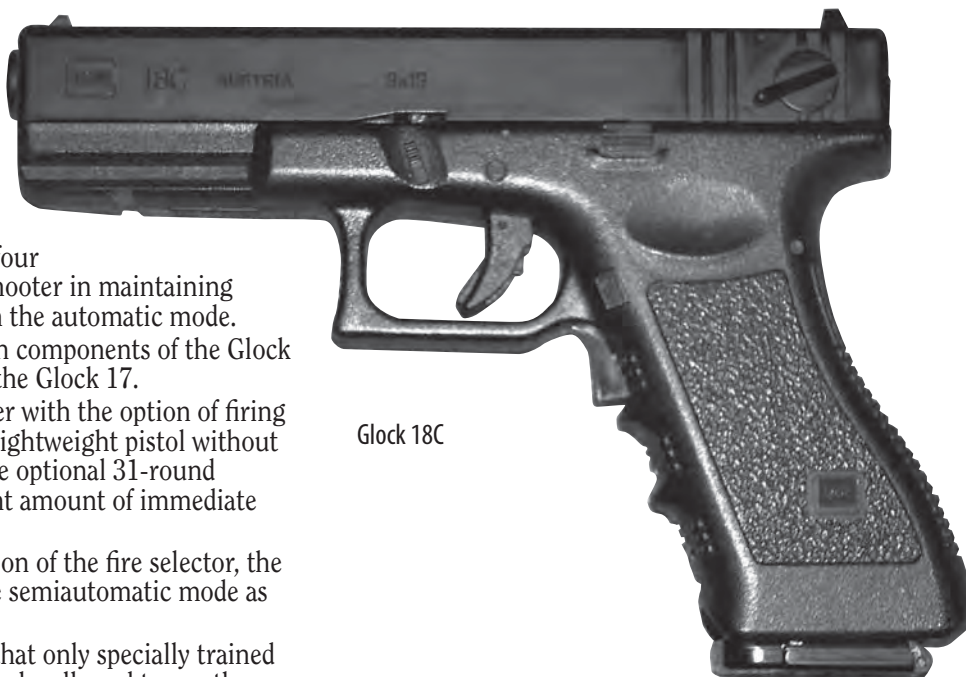 18C AUSTRIA 9x19
four
hooter in maintaining
the automatic mode.
components of the Glock
the Glock 17.
er with the option of firing
ightweight pistol without
e optional 31-round
nt amount of immediate
Glock 18C
on of the fire selector, the
e semiautomatic mode as
hat only specially trained